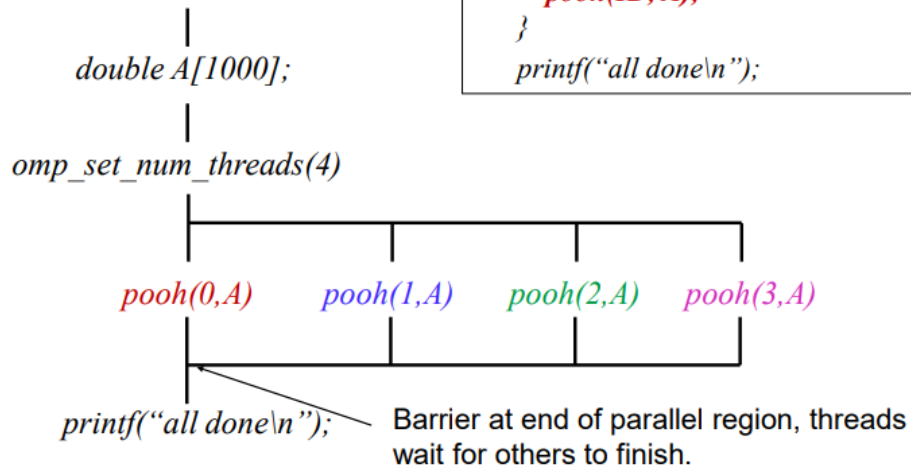 }
printf(“all done\n”);
double A[1000];
omp_set_num_threads(4)
pooh(0,A) pooh(1,A) pooh(2,A) pooh(3,A)
printf(“all done\n”);
Barrier at end of parallel region, threads
wait for others to finish.